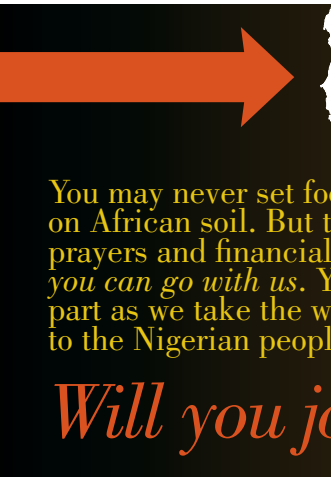 You may never set foo
on African soil. But t
prayers and financial
you can go with us. Y
part as we take the w
to the Nigerian peopl
Will you jo